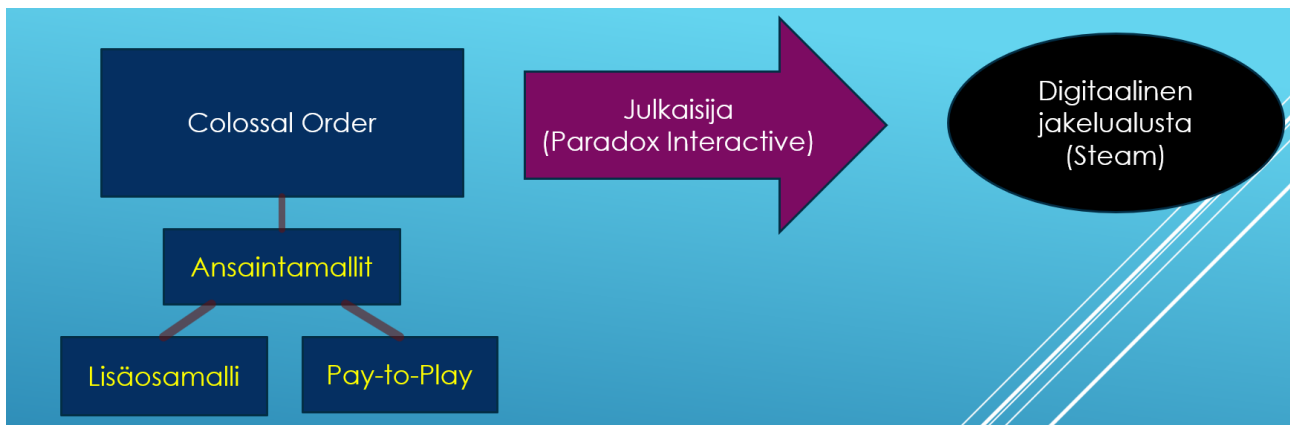 Colossal Order
Julkaisija
(Paradox Interactive)
Digitaalinen
jakelualusta
(Steam)
Ansaintamallit
Lisäosamalli
Pay-to-Play